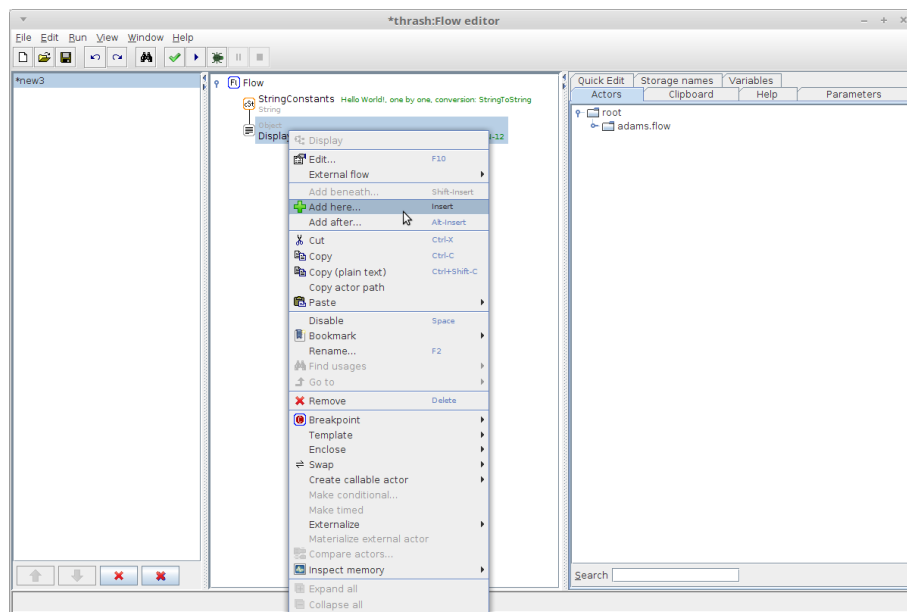 *thrash:Flow editor
File Edit Run View Window Help
*new3
Flow
StringConstants Hello World!, one by one, conversion: StringToString
String
Object
Display
-12
Display
Edit... F10
External flow
Add beneath... Shift-Insert
Add here... Insert
Add after... Alt-Insert
Cut Ctrl-X
Copy Ctrl-C
Copy (plain text) Ctrl+Shift-C
Copy actor path
Paste
Disable Space
Bookmark
Rename... F2
Find usages
Go to
Remove Delete
Breakpoint
Template
Enclose
Swap
Create callable actor
Make conditional...
Make timed
Externalize
Materialize external actor
Compare actors...
Inspect memory
Expand all
Collapse all
Quick Edit Storage names Variables
Actors Clipboard Help Parameters
root
adams.flow
Search